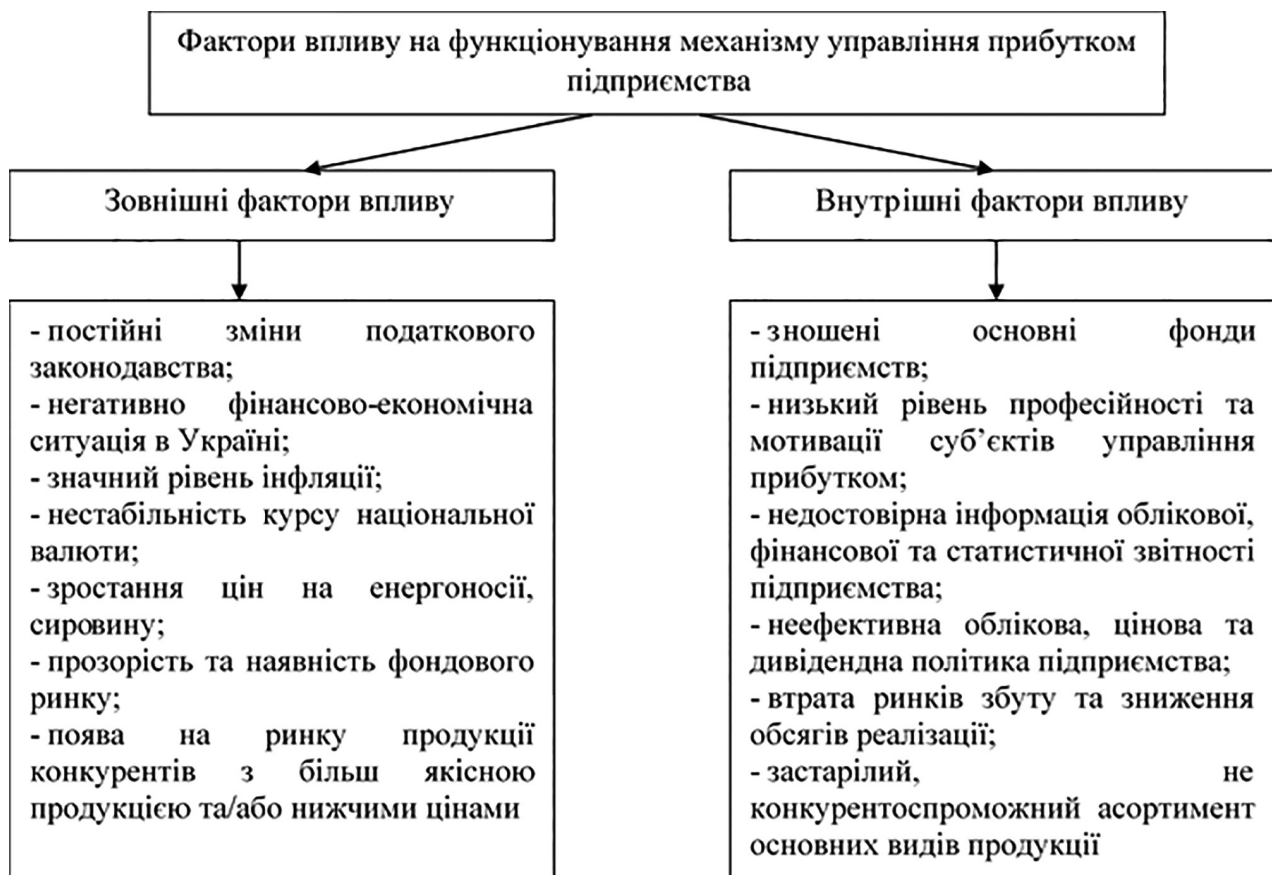 Фактори впливу на функціонування механізму управління прибутком
підприємства
Зовнішні фактори впливу
- постійні зміни податкового
законодавства;
- негативно фінансово-економічна
ситуація в Україні;
- значний рівень інфляції;
- нестабільність курсу національної
валюти;
- зростання цін на енергоносії,
сировину;
- прозорість та наявність фондового
ринку;
- поява на ринку продукції
конкурентів з більш якісною
продукцією та/або нижчими цінами
Внутрішні фактори впливу
- зношені основні фонди
підприємств;
- низький рівень професійності та
мотивації суб’єктів управління
прибутком;
- недостовірна інформація облікової,
фінансової та статистичної звітності
підприємства;
- неефективна облікова, цінова та
дивідендна політика підприємства;
- втрата ринків збуту та зниження
обсягів реалізації;
- застарілий, не
конкурентоспроможний асортимент
основних видів продукції